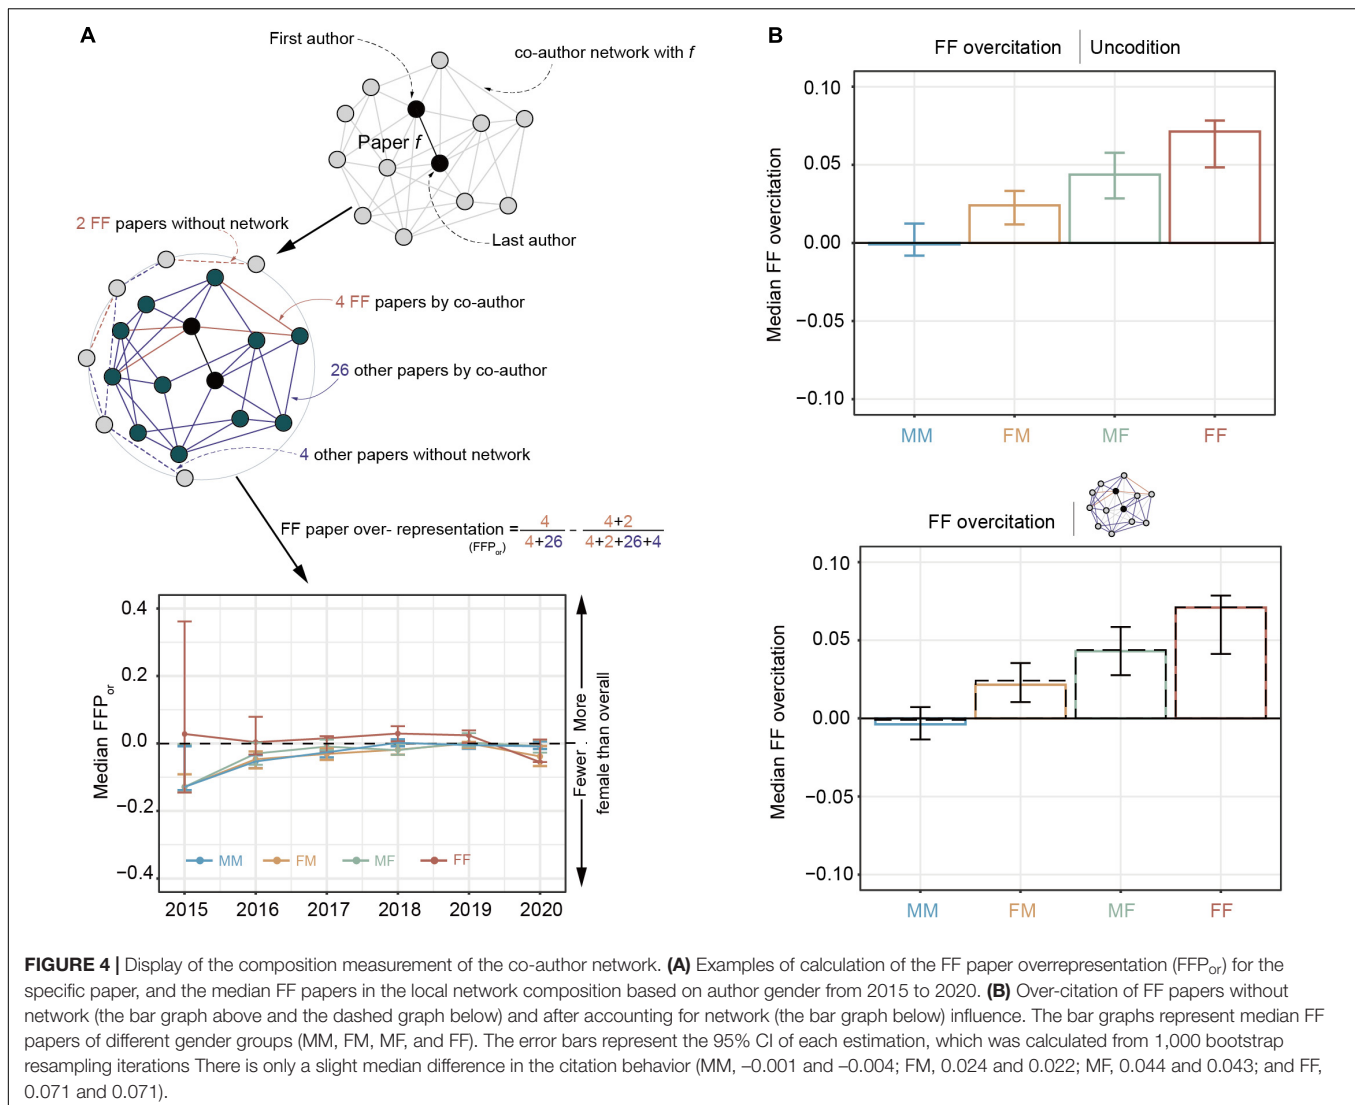 A
First author
co-author network with f
Paper f
Last author
2 FF papers without network
4 FF papers by co-author
26 other papers by co-author
4 other papers without network
FF paper over- representation = 4 / 4+26 - 4+2 / 4+2+26+4
(FFPor)
Median FFPor
0.4
0.2
0.0
−0.2
−0.4
MM FM MF FF
2015 2016 2017 2018 2019 2020
Fewer . More
female than overall
B
FF overcitation | Uncodition
Median FF overcitation
0.10
0.05
0.00
−0.05
−0.10
MM FM MF FF
FF overcitation
Median FF overcitation
0.10
0.05
0.00
−0.05
−0.10
MM FM MF FF
FIGURE 4 | Display of the composition measurement of the co-author network. (A) Examples of calculation of the FF paper overrepresentation (FFPor) for the
specific paper, and the median FF papers in the local network composition based on author gender from 2015 to 2020. (B) Over-citation of FF papers without
network (the bar graph above and the dashed graph below) and after accounting for network (the bar graph below) influence. The bar graphs represent median FF
papers of different gender groups (MM, FM, MF, and FF). The error bars represent the 95% CI of each estimation, which was calculated from 1,000 bootstrap
resampling iterations There is only a slight median difference in the citation behavior (MM, –0.001 and –0.004; FM, 0.024 and 0.022; MF, 0.044 and 0.043; and FF,
0.071 and 0.071).